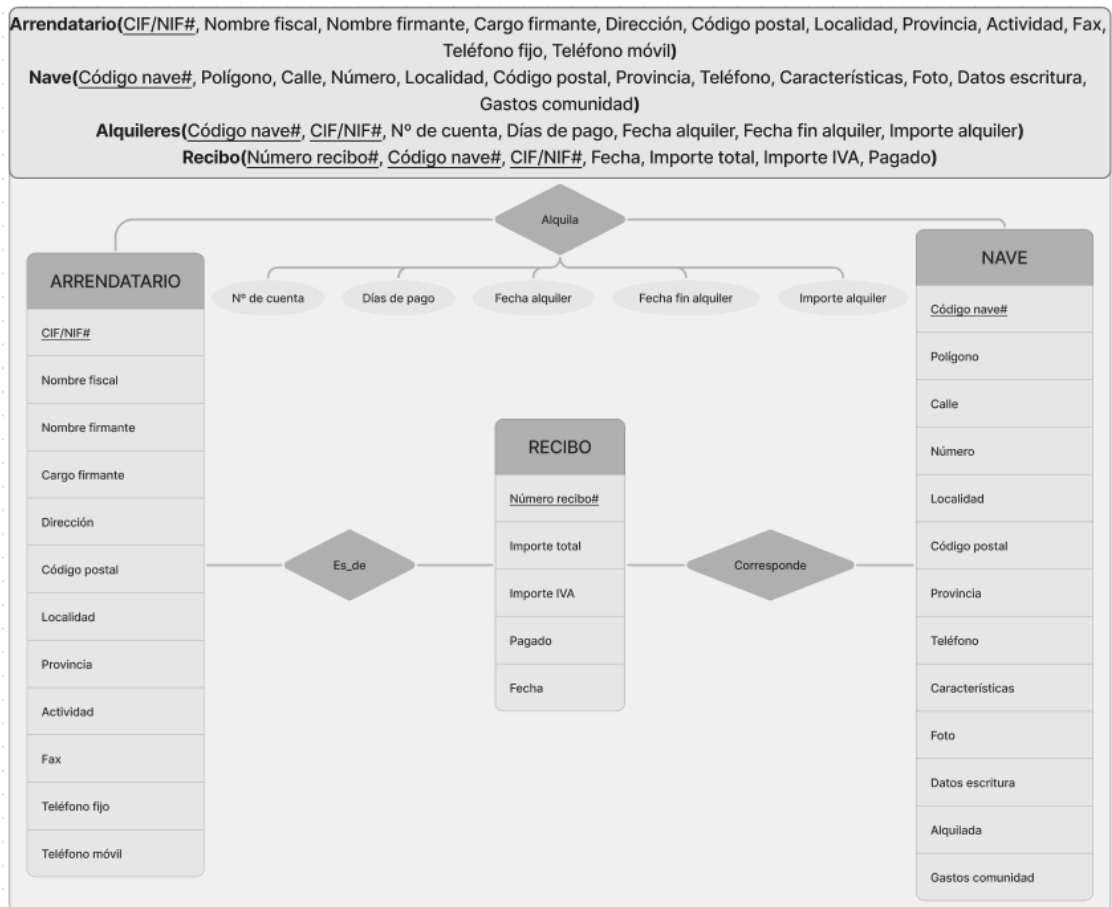 Arrendatario(CIF/NIF#, Nombre fiscal, Nombre firmante, Cargo firmante, Dirección, Código postal, Localidad, Provincia, Actividad, Fax,
Teléfono fijo, Teléfono móvil)
Nave(Código nave#, Polígono, Calle, Número, Localidad, Código postal, Provincia, Teléfono, Características, Foto, Datos escritura,
Gastos comunidad)
Alquileres(Código nave#, CIF/NIF#, Nº de cuenta, Días de pago, Fecha alquiler, Fecha fin alquiler, Importe alquiler)
Recibo(Número recibo#, Código nave#, CIF/NIF#, Fecha, Importe total, Importe IVA, Pagado)
Alquila
Nº de cuenta
Días de pago
Fecha alquiler
Fecha fin alquiler
Importe alquiler
ARRENDATARIO
CIF/NIF#
Nombre fiscal
Nombre firmante
Cargo firmante
Dirección
Código postal
Localidad
Provincia
Actividad
Fax
Teléfono fijo
Teléfono móvil
Es_de
RECIBO
Número recibo#
Importe total
Importe IVA
Pagado
Fecha
Corresponde
NAVE
Código nave#
Polígono
Calle
Número
Localidad
Código postal
Provincia
Teléfono
Características
Foto
Datos escritura
Alquilada
Gastos comunidad